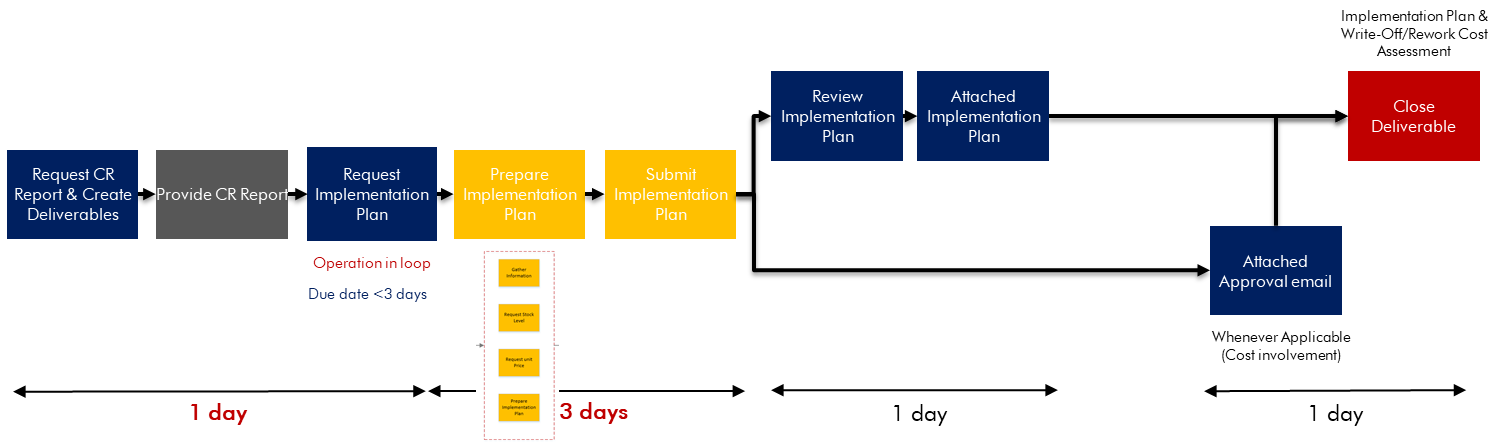 Implementation Plan &
Write-Off/Rework Cost
Assessment
Review
Implementation
Plan
Attached
Implementation
Plan
Close
Deliverable
Request CR
Report & Create
Deliverables
Provide CR Report
Request
Implementation
Plan
Prepare
Implementation
Plan
Submit
Implementation
Plan
Operation in loop
Due date <3 days
Gather
Information
Request Stock
Level
Request unit
Price
Prepare
Implementation
Plan
Attached
Approval email
Whenever Applicable
(Cost involvement)
1 day
3 days
1 day
1 day